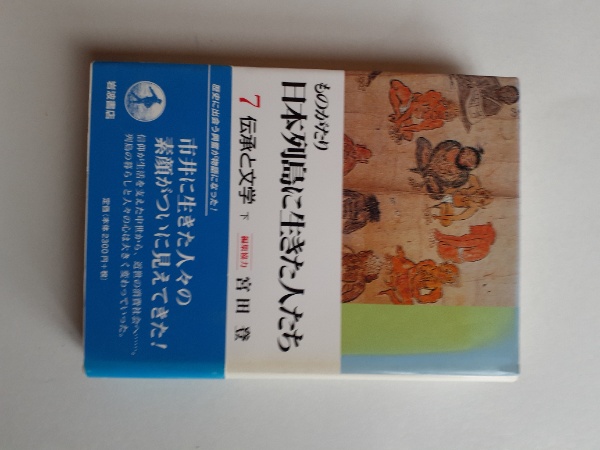 ものがたり
日本列島に生きた人たち
7 伝承と文学 下
編集協力 宮田 登
歴史に出会う興奮が物語になった!
市井に生きた人々の
素顔がついに見えてきた!
信仰が生活を支えた中世から、近世の消費社会へ……。
列島の暮らしと人々の心は大きく変わっていった。
定価(本体2300円+税)
岩波書店